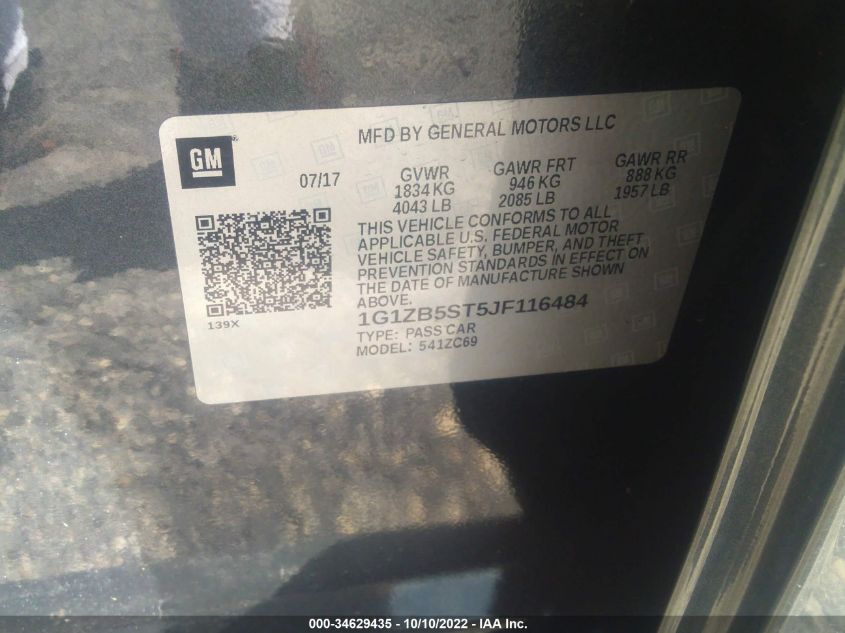 MFD BY GENERAL MOTORS LLC
GM
07/17
GVWR GAWR FRT GAWR RR
1834 KG 946 KG 888 KG
4043 LB 2085 LB 1957 LB
THIS VEHICLE CONFORMS TO ALL
APPLICABLE U.S. FEDERAL MOTOR
VEHICLE SAFETY, BUMPER, AND THEFT
PREVENTION STANDARDS IN EFFECT ON
THE DATE OF MANUFACTURE SHOWN
ABOVE.
139X
1G1ZB5ST5JF116484
TYPE: PASS CAR
MODEL: 541ZC69
000-34629435 - 10/10/2022 - IAA Inc.